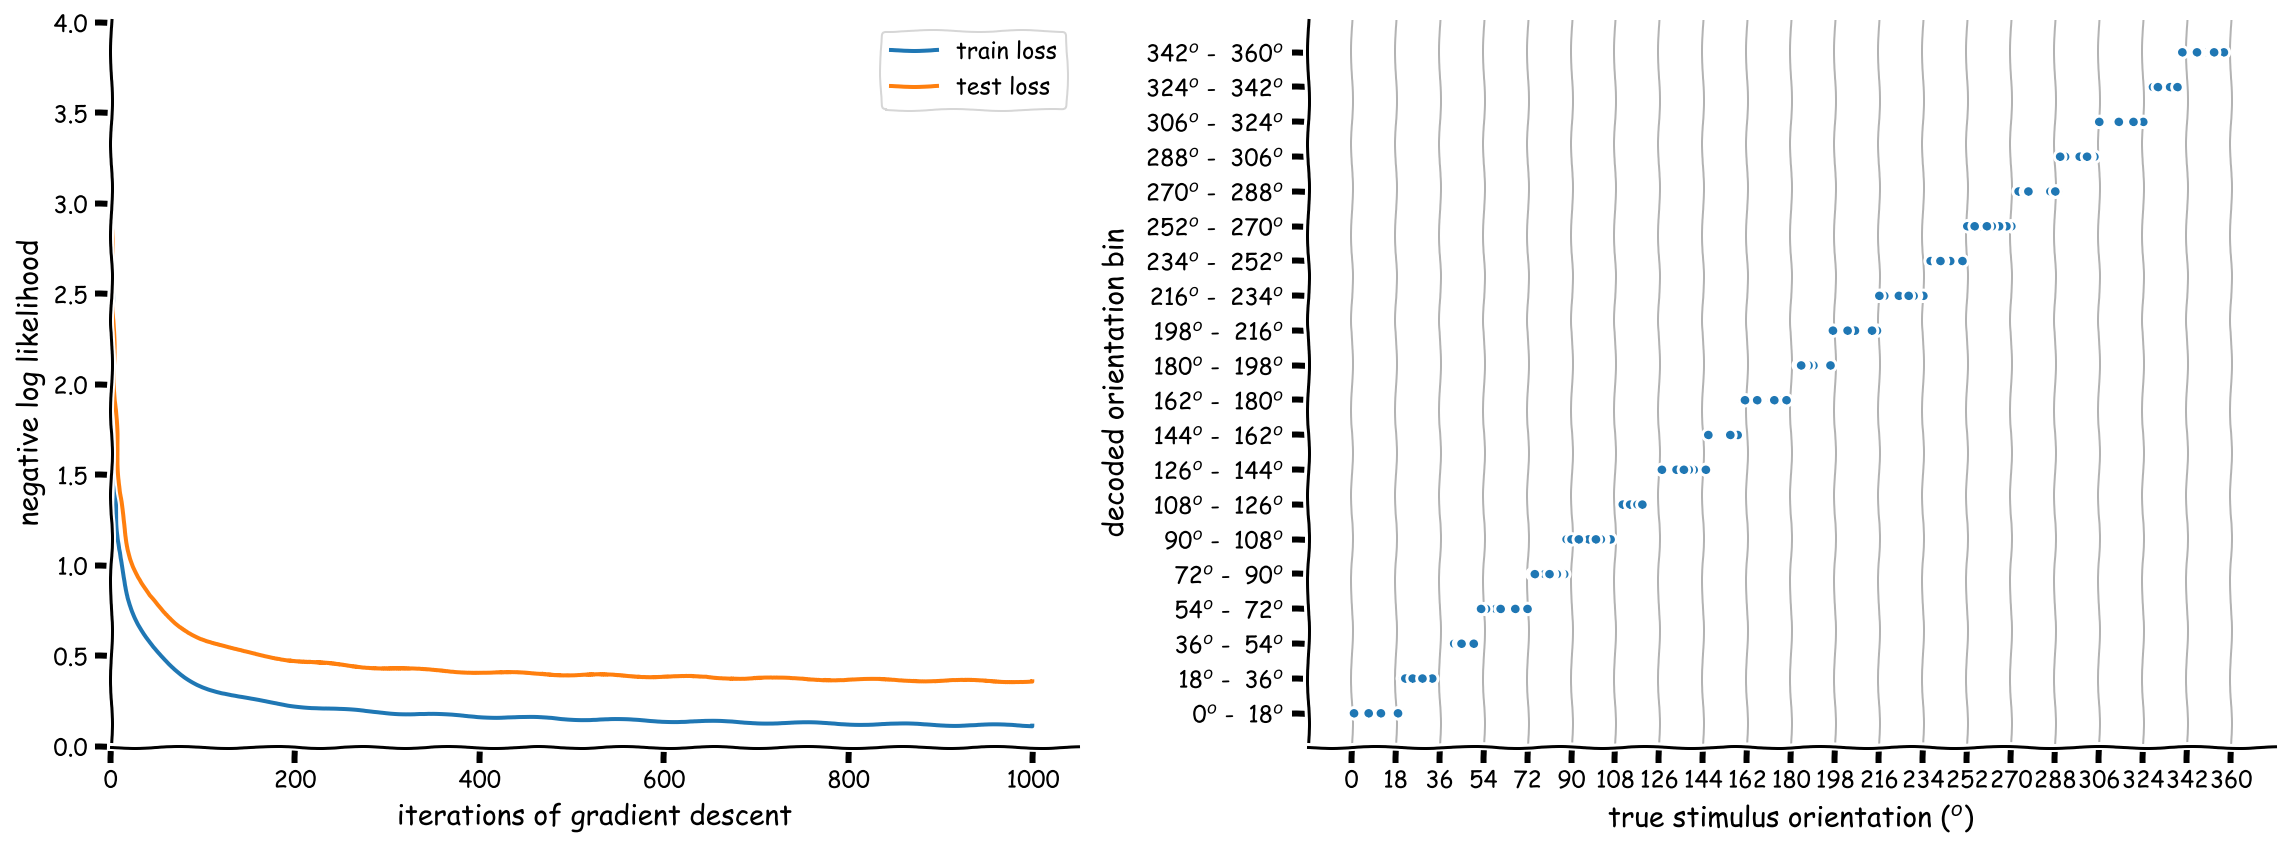 4.0
3.5
3.0
2.5
2.0
1.5
1.0
0.5
0.0
negative log likelihood
train loss
test loss
0 200 400 600 800 1000
iterations of gradient descent
342° - 360°
324° - 342°
306° - 324°
288° - 306°
270° - 288°
252° - 270°
234° - 252°
216° - 234°
198° - 216°
180° - 198°
162° - 180°
144° - 162°
126° - 144°
108° - 126°
90° - 108°
72° - 90°
54° - 72°
36° - 54°
18° - 36°
0° - 18°
decoded orientation bin
0 18 36 54 72 90 108 126 144 162 180 198 216 234 252 270 288 306 324 342 360
true stimulus orientation (°)